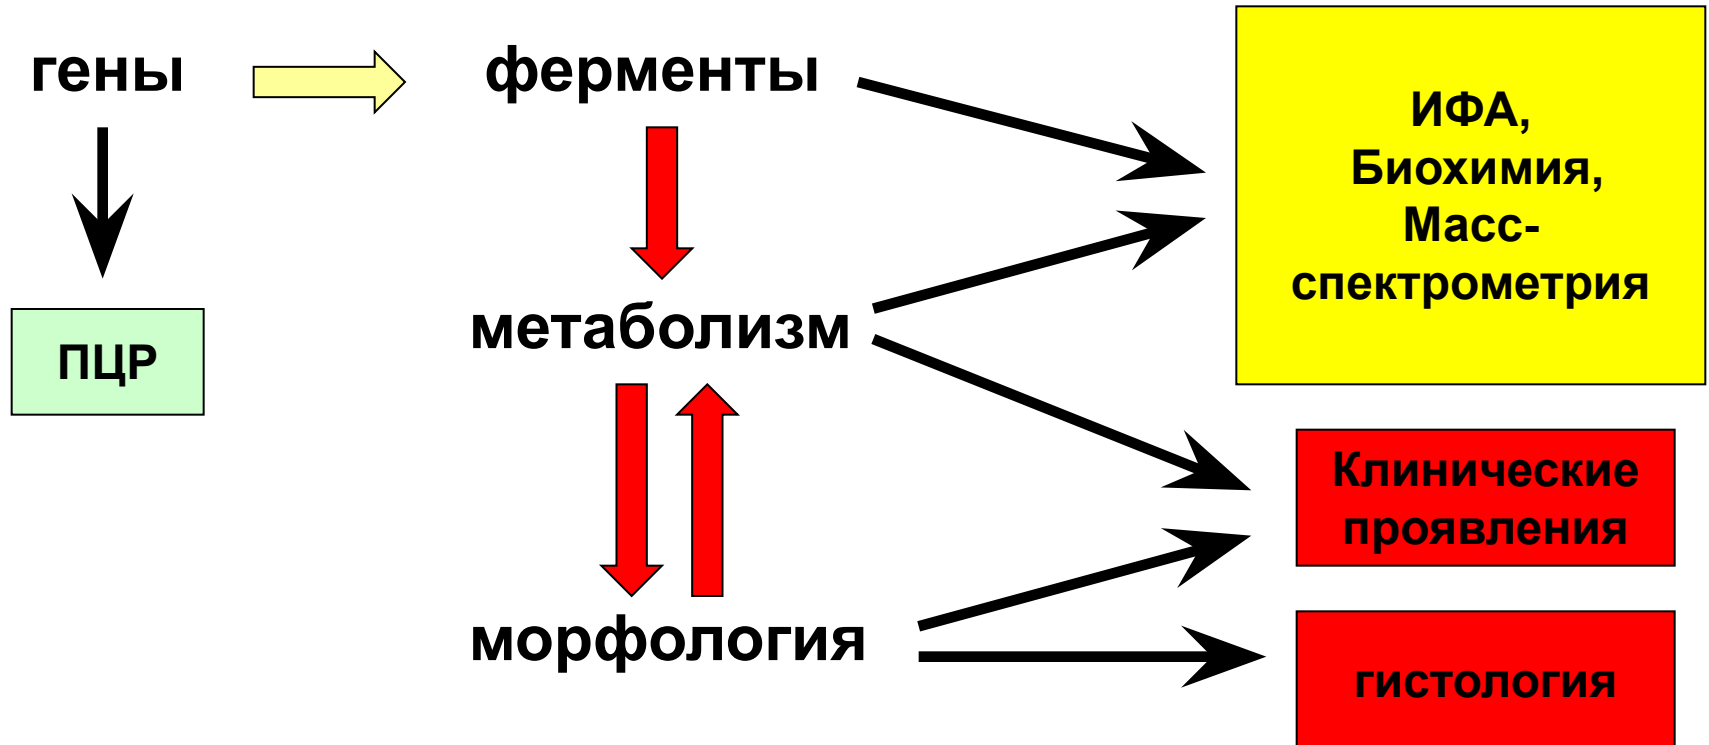 гены
ферменты
ИФА,
Биохимия,
Масс-
спектрометрия
метаболизм
ПЦР
Клинические
проявления
морфология
гистология